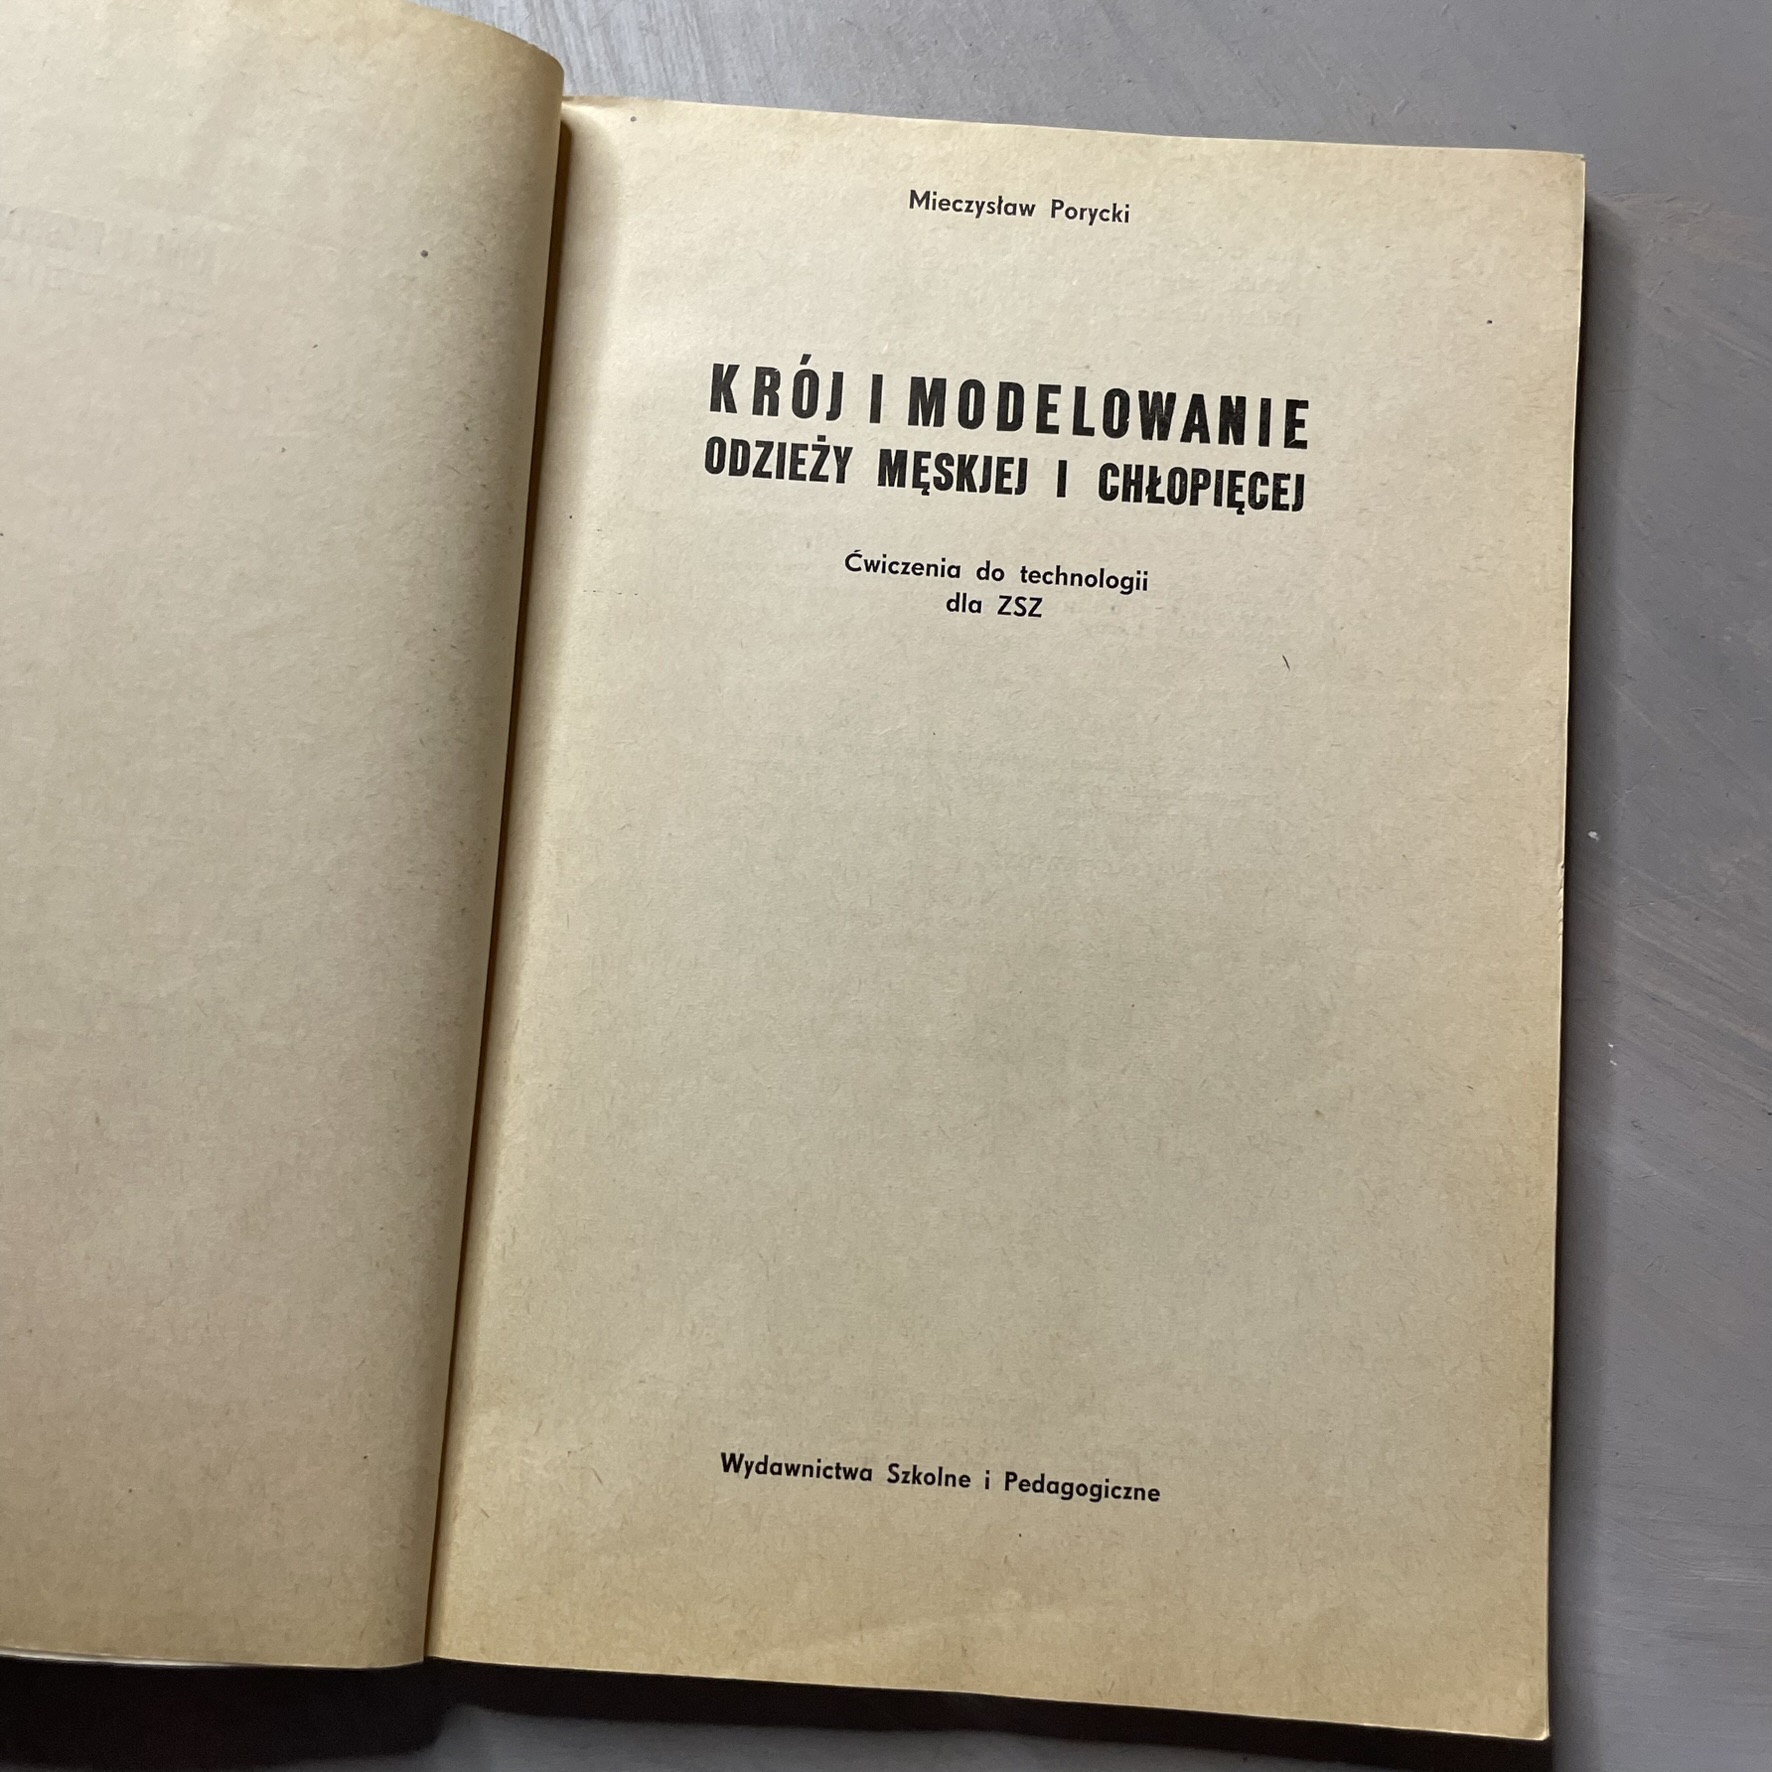 Mieczysław Porycki
KRÓJ I MODELOWANIE
ODZIEŻY MĘSKJEJ I CHŁOPIĘCEJ
Ćwiczenia do technologii
dla ZSZ
Wydawnictwa Szkolne i Pedagogiczne